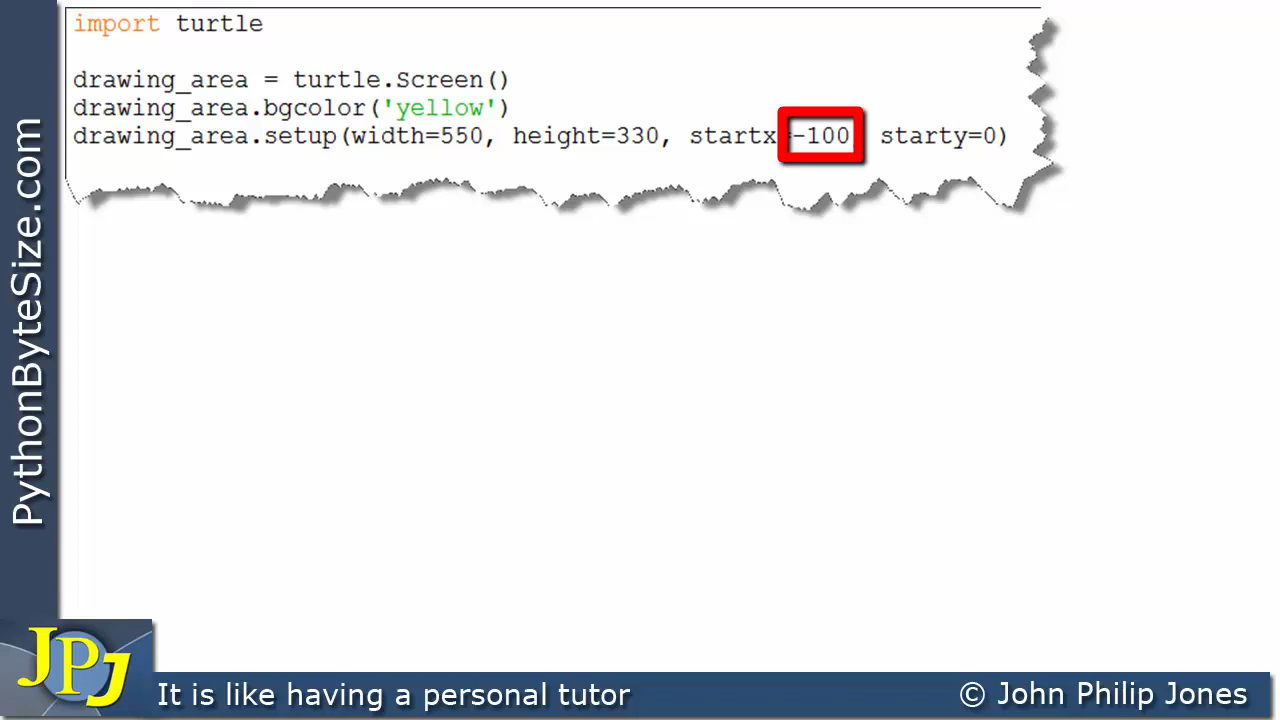 import turtle
drawing_area = turtle.Screen()
drawing_area.bgcolor('yellow')
drawing_area.setup(width=550, height=330, startx=-100 starty=0)
PythonByteSize.com
JPJ
It is like having a personal tutor
© John Philip Jones